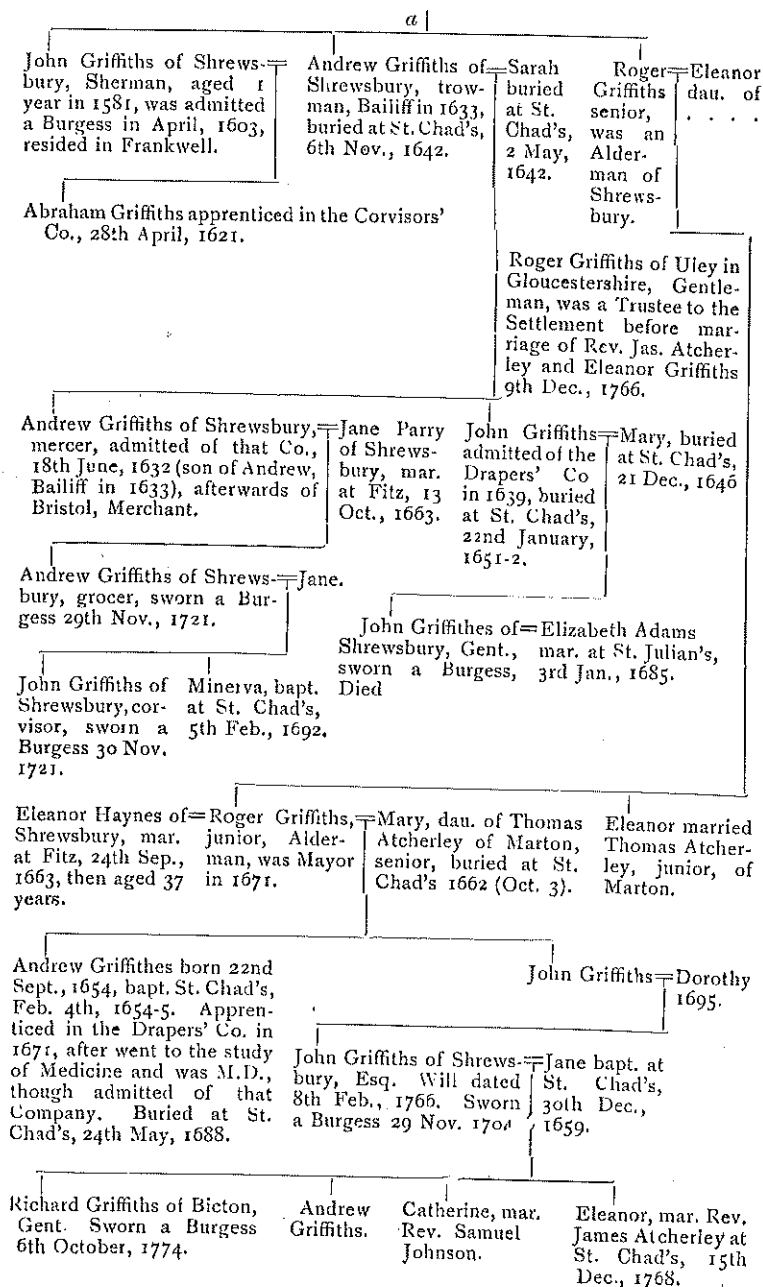 a
John Griffiths of Shrews-
bury, Sherman, aged 1
year in 1581, was admitted
a Burgess in April, 1603,
resided in Frankwell.
Andrew Griffiths of
Shrewsbury, trow-
man, Bailiff in 1633,
buried at St. Chad's,
6th Nov., 1642.
Sarah
buried
at St.
Chad's,
2 May,
1642.
Roger
Griffiths
senior,
was an
Alder-
man of
Shrews-
bury.
Eleanor
dau. of
. . . .
Abraham Griffiths apprenticed in the Corvisors'
Co., 28th April, 1621.
Roger Griffiths of Uley in
Gloucestershire, Gentle-
man, was a Trustee to the
Settlement before mar-
riage of Rev. Jas. Atcher-
ley and Eleanor Griffiths
9th Dec., 1766.
Andrew Griffiths of Shrewsbury,
mercer, admitted of that Co.,
18th June, 1632 (son of Andrew,
Bailiff in 1633), afterwards of
Bristol, Merchant.
Jane Parry
of Shrews-
bury, mar.
at Fitz, 13
Oct., 1663.
John Griffiths
admitted of the
Drapers' Co
in 1639, buried
at St. Chad's,
22nd January,
1651-2.
Mary, buried
at St. Chad's,
21 Dec., 1646
Andrew Griffiths of Shrews-
bury, grocer, sworn a Bur-
gess 29th Nov., 1721.
Jane.
John Griffithes of
Shrewsbury, Gent.,
sworn a Burgess,
Died
Elizabeth Adams
mar. at St. Julian's,
3rd Jan., 1685.
John Griffiths of
Shrewsbury, cor-
visor, sworn a
Burgess 30 Nov.
1721.
Minerva, bapt.
at St. Chad's,
5th Feb., 1692.
Eleanor Haynes of
Shrewsbury, mar.
at Fitz, 24th Sep.,
1663, then aged 37
years.
Roger Griffiths,
junior, Alder-
man, was Mayor
in 1671.
Mary, dau. of Thomas
Atcherley of Marton,
senior, buried at St.
Chad's 1662 (Oct. 3).
Eleanor married
Thomas Atcher-
ley, junior, of
Marton.
Andrew Griffithes born 22nd
Sept., 1654, bapt. St. Chad's,
Feb. 4th, 1654-5. Appren-
ticed in the Drapers' Co. in
1671, after went to the study
of Medicine and was M.D.,
though admitted of that
Company. Buried at St.
Chad's, 24th May, 1688.
John Griffiths
Dorothy
1695.
John Griffiths of Shrews-
bury, Esq. Will dated
8th Feb., 1766. Sworn
a Burgess 29 Nov.
Jane bapt. at
St. Chad's,
30th Dec.,
1659.
Richard Griffiths of Bicton,
Gent. Sworn a Burgess
6th October, 1774.
Andrew
Griffiths.
Catherine, mar.
Rev. Samuel
Johnson.
Eleanor, mar. Rev.
James Atcherley at
St. Chad's, 15th
Dec., 1768.